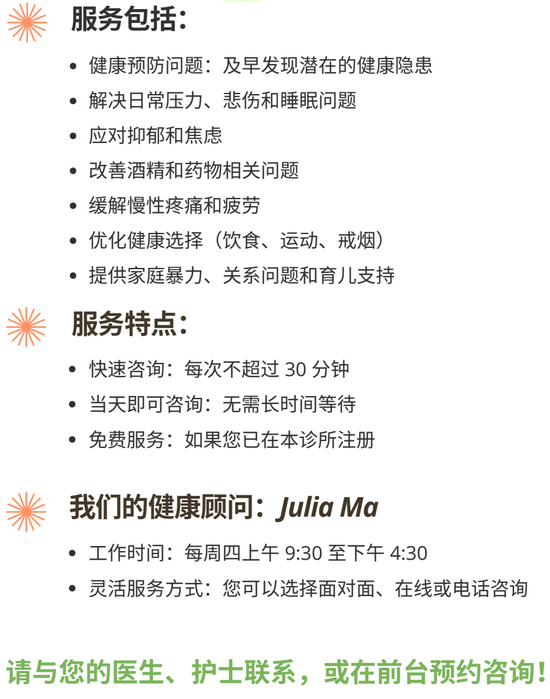 服务包括：
• 健康预防问题：及早发现潜在的健康隐患
• 解决日常压力、悲伤和睡眠问题
• 应对抑郁和焦虑
• 改善酒精和药物相关问题
• 缓解慢性疼痛和疲劳
• 优化健康选择（饮食、运动、戒烟）
• 提供家庭暴力、关系问题和育儿支持
服务特点：
• 快速咨询：每次不超过 30 分钟
• 当天即可咨询：无需长时间等待
• 免费服务：如果您已在本诊所注册
我们的健康顾问：Julia Ma
• 工作时间：每周四上午 9:30 至下午 4:30
• 灵活服务方式：您可以选择面对面、在线或电话咨询
请与您的医生、护士联系，或在前台预约咨询！